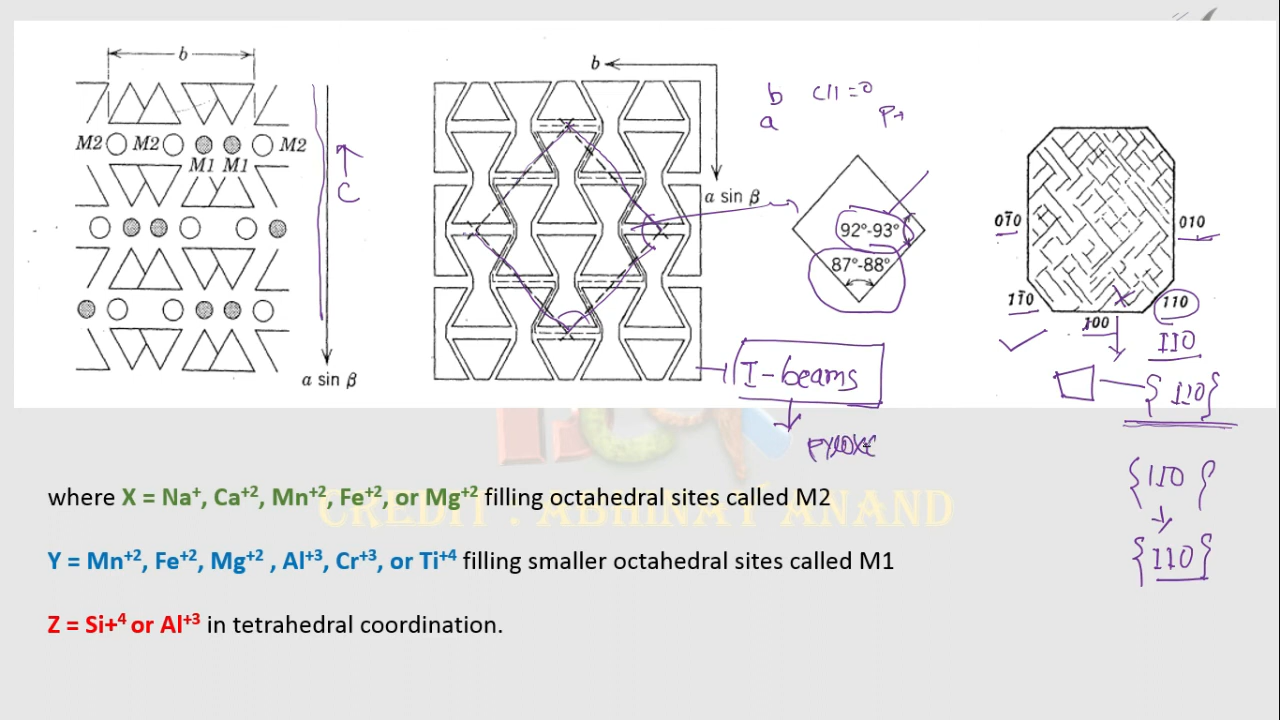 b
M2 M2 M2
M1 M1
C
a sin β
b
a sin β
b
a
C11 =
92°-93°
87°-88°
I-beams
0Ī0
010
1Ī0
110
100
110
{110}
{110}
{110}
where X = Na⁺, Ca⁺², Mn⁺², Fe⁺², or Mg⁺² filling octahedral sites called M2
CREDIT : ABHINAV ANAND
Y = Mn⁺², Fe⁺², Mg⁺² , Al⁺³, Cr⁺³, or Ti⁺⁴ filling smaller octahedral sites called M1
Z = Si+⁴ or Al⁺³ in tetrahedral coordination.